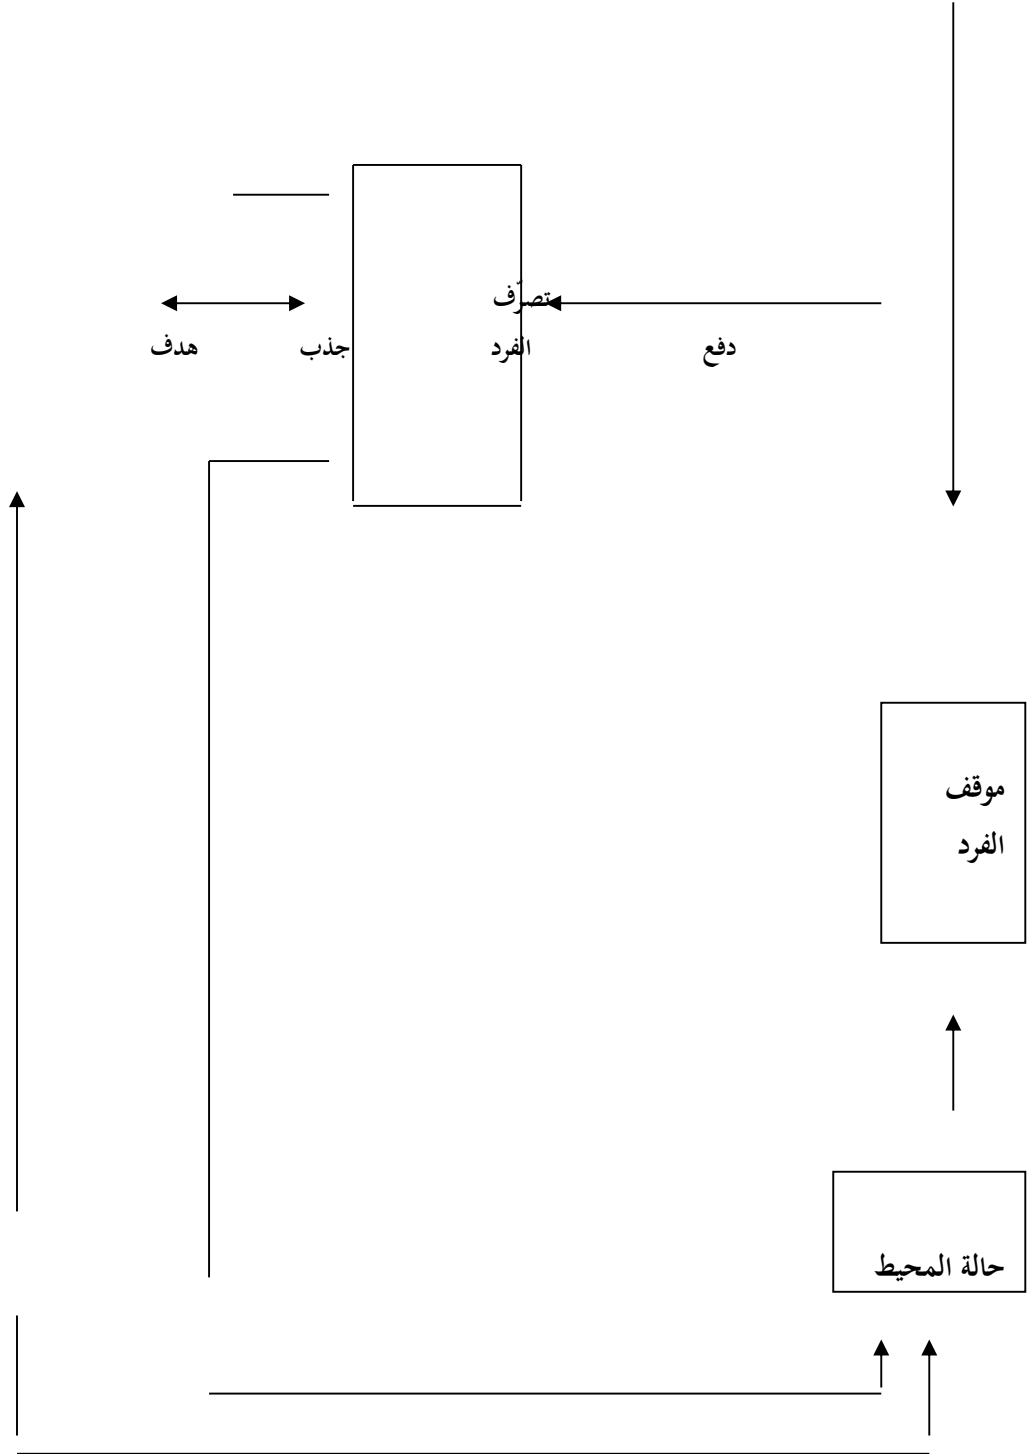 تصرّف
دفع الفرد جذب هدف
موقف
الفرد
حالة المحيط